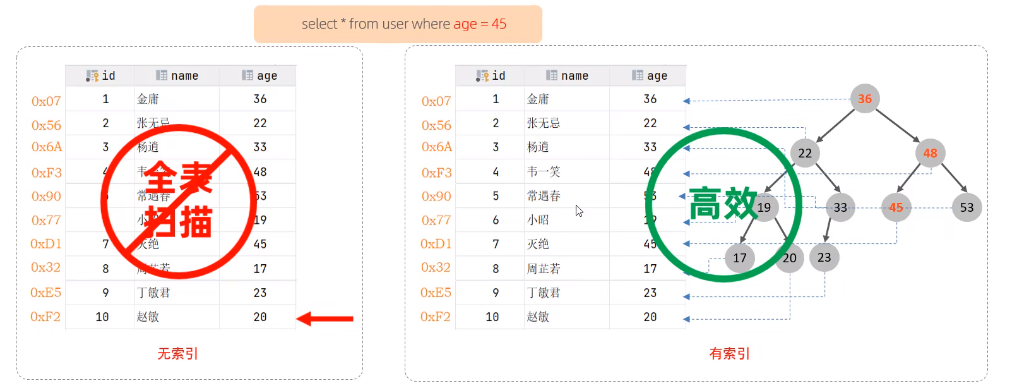 select * from user where age = 45
id name age
0x07 1 金庸 36
0x56 2 张无忌 22
0x6A 3 杨逍 33
0xF3 4 韦一笑 48
0x90 5 常遇春 53
0x77 6 小昭 19
0xD1 7 灭绝 45
0x32 8 周芷若 17
0xE5 9 丁敏君 23
0xF2 10 赵敏 20
全表
扫描
无索引
id name age
0x07 1 金庸 36
0x56 2 张无忌 22
0x6A 3 杨逍 33
0xF3 4 韦一笑 48
0x90 5 常遇春 53
0x77 6 小昭 19
0xD1 7 灭绝 45
0x32 8 周芷若 17
0xE5 9 丁敏君 23
0xF2 10 赵敏 20
高效
36
22 48
19 33 45 53
17 20 23
有索引